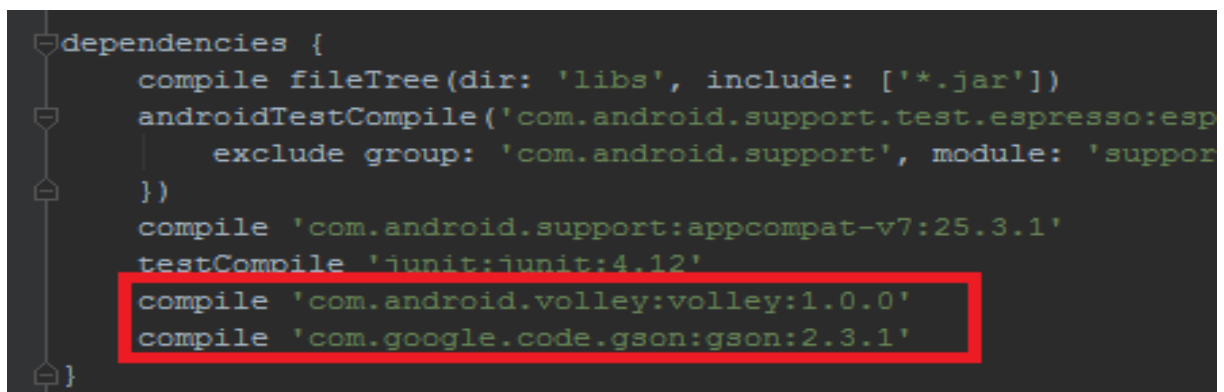 dependencies {
compile fileTree(dir: 'libs', include: ['*.jar'])
androidTestCompile('com.android.support.test.espresso:esp
exclude group: 'com.android.support', module: 'suppor
})
compile 'com.android.support:appcompat-v7:25.3.1'
testCompile 'junit:junit:4.12'
compile 'com.android.volley:volley:1.0.0'
compile 'com.google.code.gson:gson:2.3.1'
}